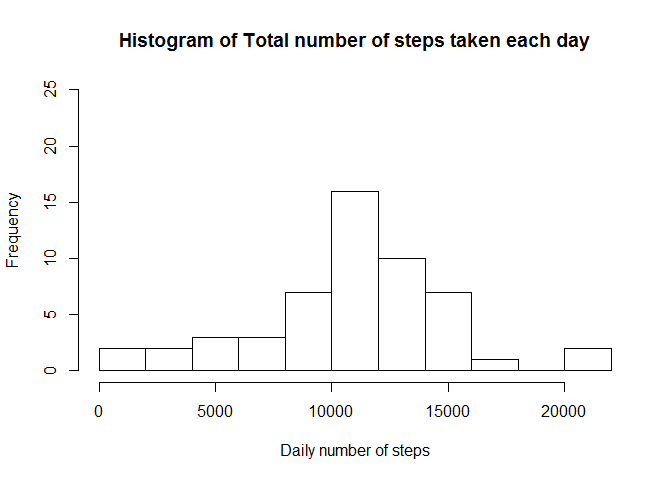 Histogram of Total number of steps taken each day
25
20
15
10
5
0
Frequency
0 5000 10000 15000 20000
Daily number of steps